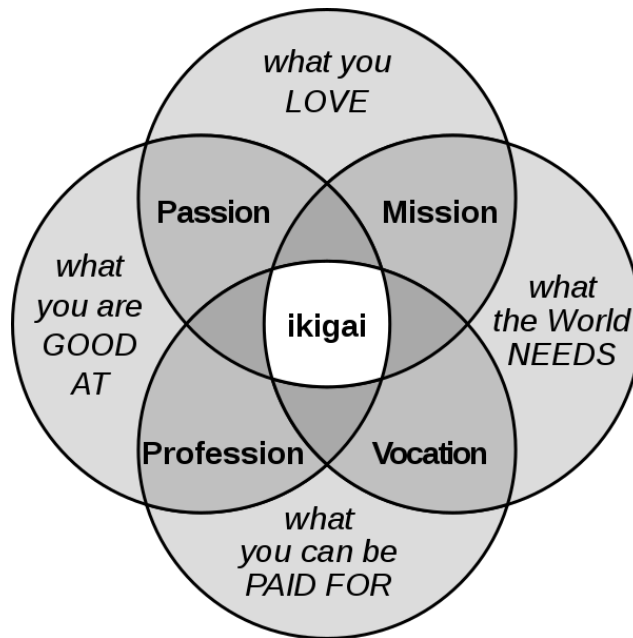 what you
LOVE
Passion
Mission
what
you are
GOOD
AT
ikigai
what
the World
NEEDS
Profession
Vocation
what
you can be
PAID FOR